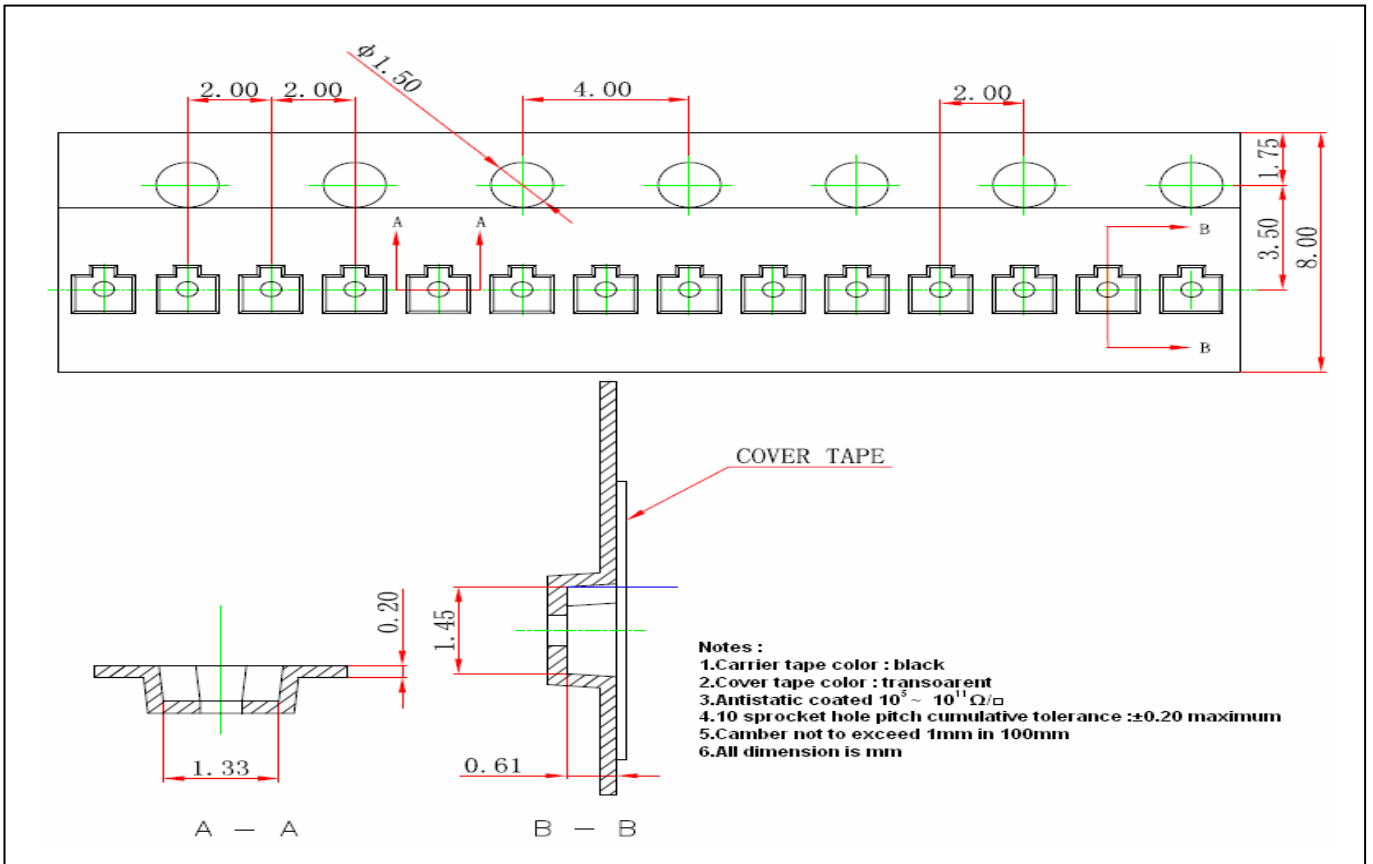 ϕ1.50
2.00 2.00 4.00 2.00
1.75
3.50
8.00
A A
B
B
COVER TAPE
0.20
1.45
1.33
0.61
A — A
B — B
Notes :
1.Carrier tape color : black
2.Cover tape color : transoarent
3.Antistatic coated 10⁵ ~ 10¹¹ Ω/□
4.10 sprocket hole pitch cumulative tolerance :±0.20 maximum
5.Camber not to exceed 1mm in 100mm
6.All dimension is mm